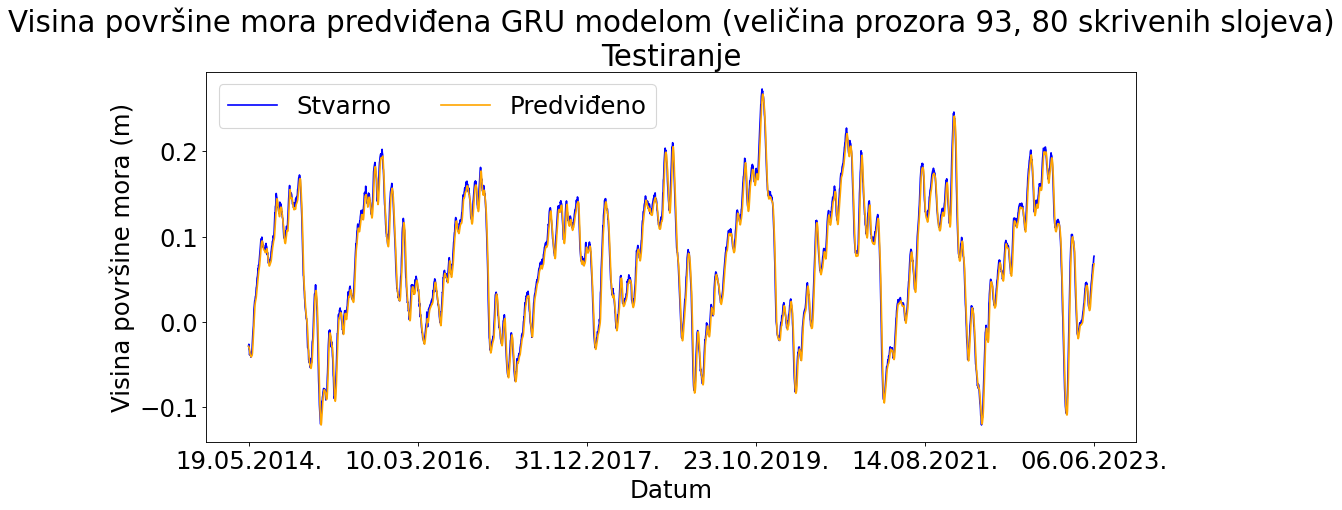 Visina površine mora predviđena GRU modelom (veličina prozora 93, 80 skrivenih slojeva)
Testiranje
Stvarno
Predviđeno
Visina površine mora (m)
0.2
0.1
0.0
−0.1
19.05.2014.
10.03.2016.
31.12.2017.
23.10.2019.
14.08.2021.
06.06.2023.
Datum